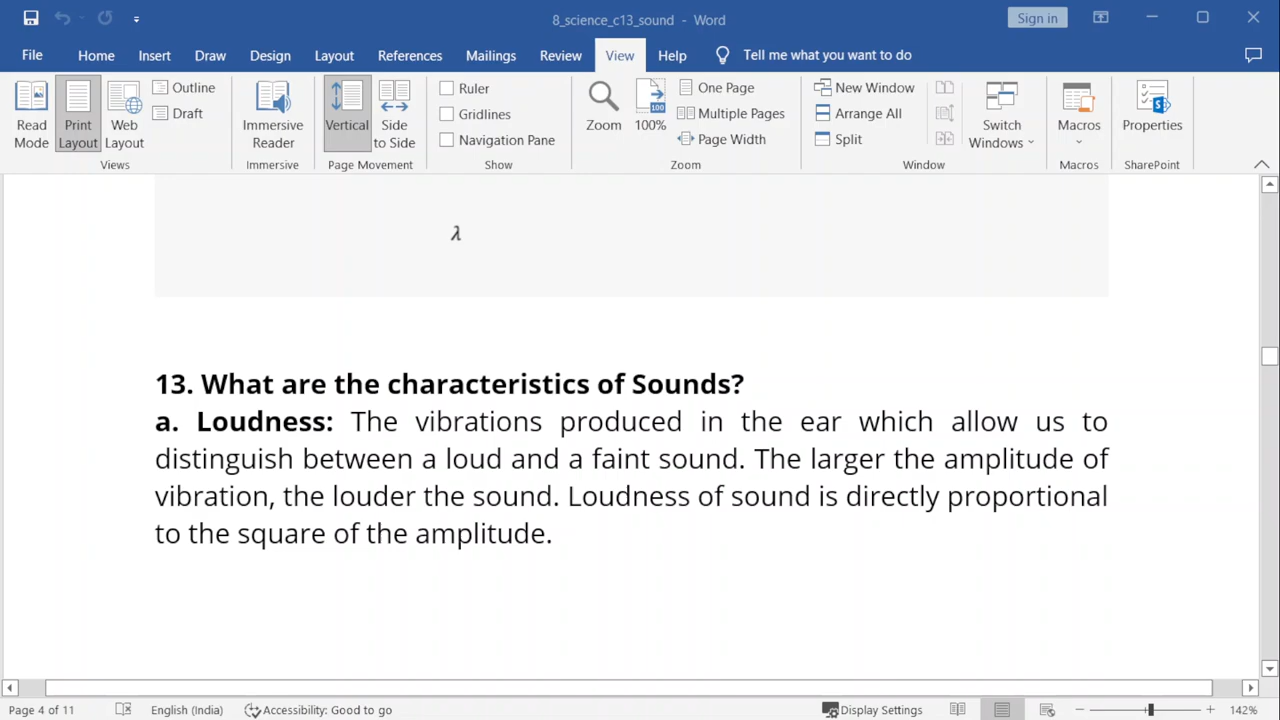 8_science_c13_sound - Word
Sign in
File Home Insert Draw Design Layout References Mailings Review View Help Tell me what you want to do
Read Mode
Print Layout
Web Layout
Outline
Draft
Views
Immersive Reader
Immersive
Vertical
Side to Side
Page Movement
Ruler
Gridlines
Navigation Pane
Show
Zoom
100
100%
One Page
Multiple Pages
Page Width
Zoom
New Window
Arrange All
Split
Switch Windows
Window
Macros
Macros
Properties
SharePoint
λ
13. What are the characteristics of Sounds?
a. Loudness: The vibrations produced in the ear which allow us to
distinguish between a loud and a faint sound. The larger the amplitude of
vibration, the louder the sound. Loudness of sound is directly proportional
to the square of the amplitude.
Page 4 of 11 English (India) Accessibility: Good to go Display Settings 142%